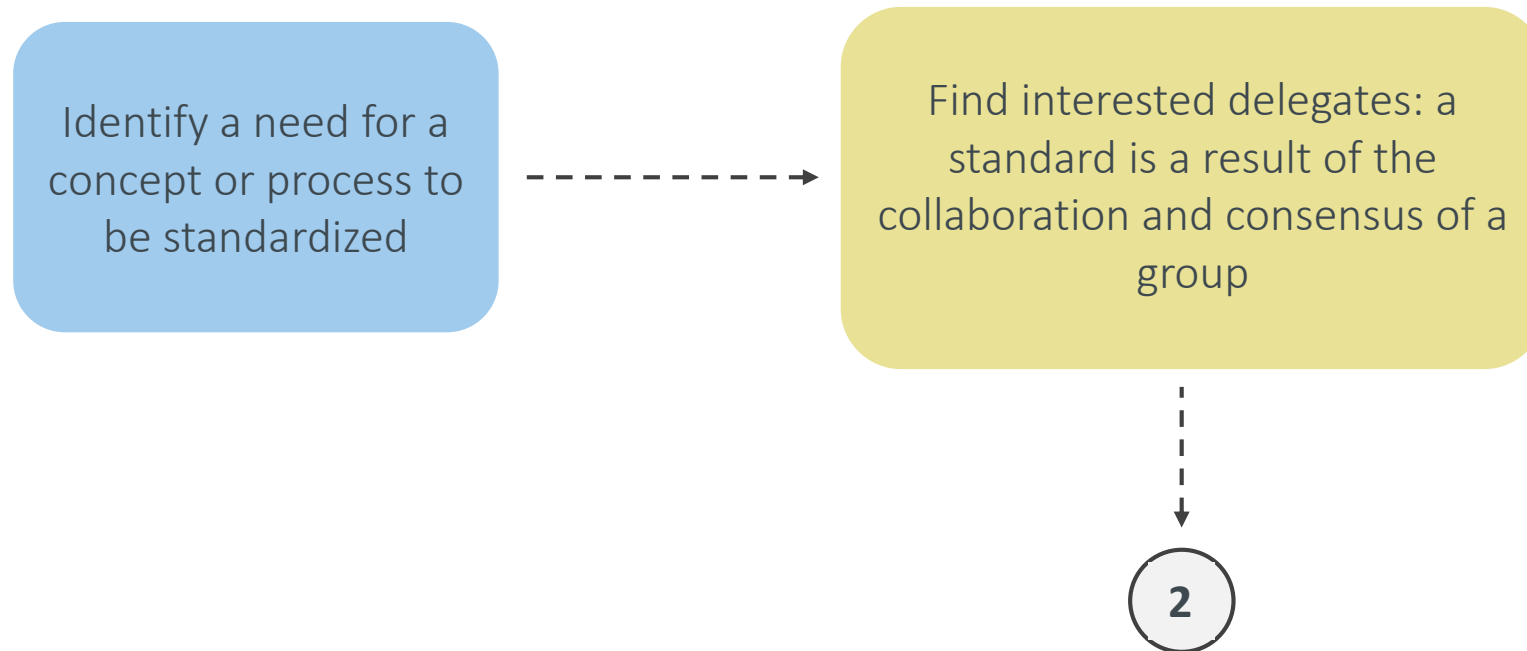 Identify a need for a
concept or process to
be standardized
Find interested delegates: a
standard is a result of the
collaboration and consensus of a
group
2